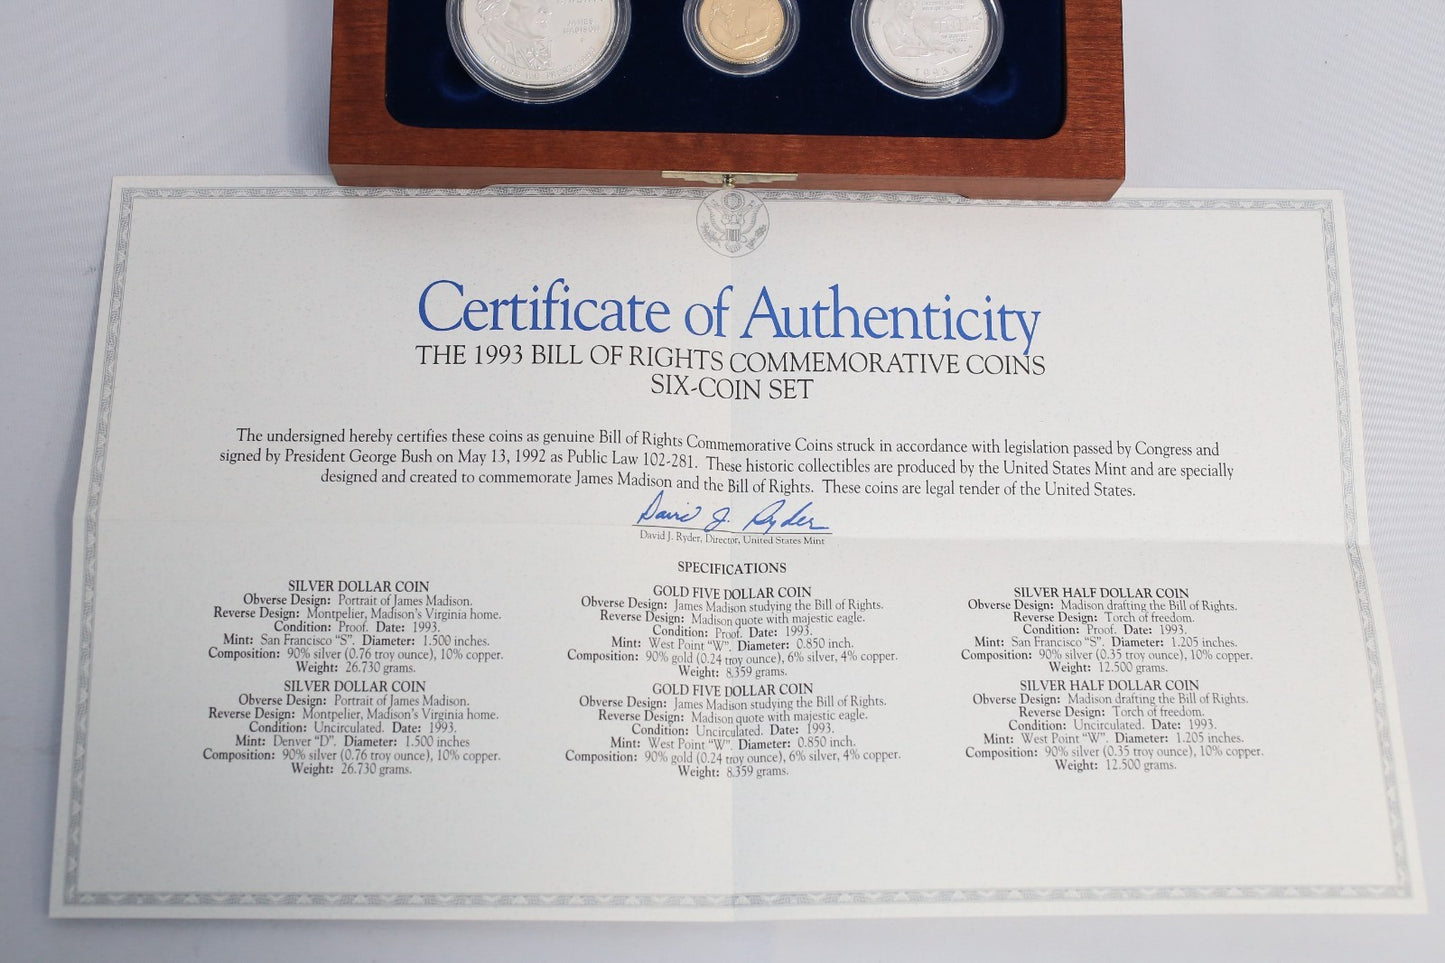 JAMES
MADISON
1993
Certificate of Authenticity
THE 1993 BILL OF RIGHTS COMMEMORATIVE COINS
SIX-COIN SET
The undersigned hereby certifies these coins as genuine Bill of Rights Commemorative Coins struck in accordance with legislation passed by Congress and
signed by President George Bush on May 13, 1992 as Public Law 102-281. These historic collectibles are produced by the United States Mint and are specially
designed and created to commemorate James Madison and the Bill of Rights. These coins are legal tender of the United States.
David J. Ryder
David J. Ryder, Director, United States Mint
SPECIFICATIONS
SILVER DOLLAR COIN
Obverse Design: Portrait of James Madison.
Reverse Design: Montpelier, Madison's Virginia home.
Condition: Proof. Date: 1993.
Mint: San Francisco "S". Diameter: 1.500 inches.
Composition: 90% silver (0.76 troy ounce), 10% copper.
Weight: 26.730 grams.
SILVER DOLLAR COIN
Obverse Design: Portrait of James Madison.
Reverse Design: Montpelier, Madison's Virginia home.
Condition: Uncirculated. Date: 1993.
Mint: Denver "D". Diameter: 1.500 inches
Composition: 90% silver (0.76 troy ounce), 10% copper.
Weight: 26.730 grams.
GOLD FIVE DOLLAR COIN
Obverse Design: James Madison studying the Bill of Rights.
Reverse Design: Madison quote with majestic eagle.
Condition: Proof. Date: 1993.
Mint: West Point "W". Diameter: 0.850 inch.
Composition: 90% gold (0.24 troy ounce), 6% silver, 4% copper.
Weight: 8.359 grams.
GOLD FIVE DOLLAR COIN
Obverse Design: James Madison studying the Bill of Rights.
Reverse Design: Madison quote with majestic eagle.
Condition: Uncirculated. Date: 1993.
Mint: West Point "W". Diameter: 0.850 inch.
Composition: 90% gold (0.24 troy ounce), 6% silver, 4% copper.
Weight: 8.359 grams.
SILVER HALF DOLLAR COIN
Obverse Design: Madison drafting the Bill of Rights.
Reverse Design: Torch of freedom.
Condition: Proof. Date: 1993.
Mint: San Francisco "S". Diameter: 1.205 inches.
Composition: 90% silver (0.35 troy ounce), 10% copper.
Weight: 12.500 grams.
SILVER HALF DOLLAR COIN
Obverse Design: Madison drafting the Bill of Rights.
Reverse Design: Torch of freedom.
Condition: Uncirculated. Date: 1993.
Mint: West Point "W". Diameter: 1.205 inches.
Composition: 90% silver (0.35 troy ounce), 10% copper.
Weight: 12.500 grams.